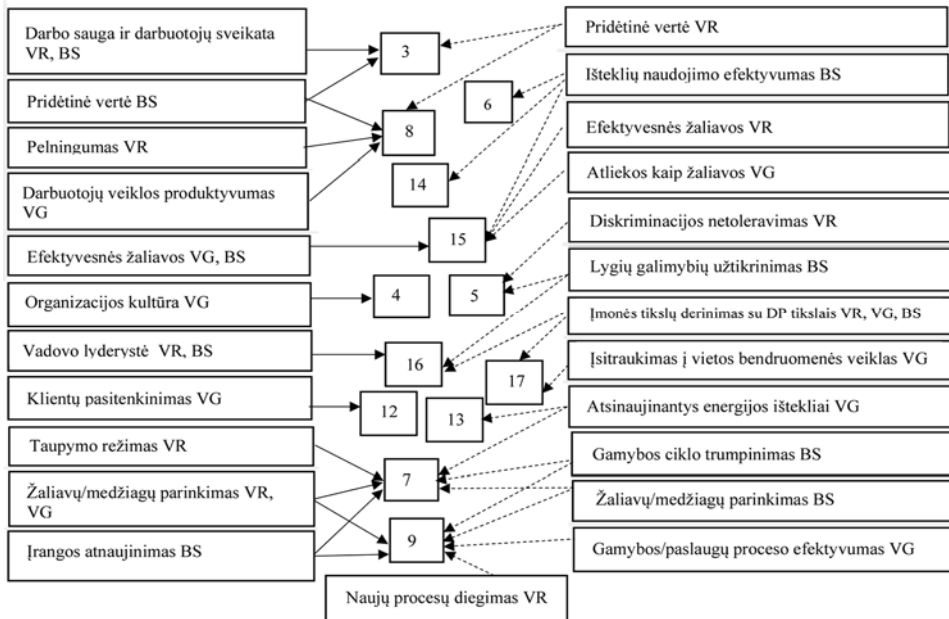 Darbo sauga ir darbuotojų sveikata
VR, BS
Pridėtinė vertė BS
Pelningumas VR
Darbuotojų veiklos produktyvumas
VG
Efektyvesnės žaliavos VG, BS
Organizacijos kultūra VG
Vadovo lyderystė VR, BS
Klientų pasitenkinimas VG
Taupymo režimas VR
Žaliavų/medžiagų parinkimas VR,
VG
Įrangos atnaujinimas BS
3
6
8
14
15
4
5
16
17
12
13
7
9
Pridėtinė vertė VR
Išteklių naudojimo efektyvumas BS
Efektyvesnės žaliavos VR
Atliekos kaip žaliavos VG
Diskriminacijos netoleravimas VR
Lygių galimybių užtikrinimas BS
Įmonės tikslų derinimas su DP tikslais VR, VG, BS
Įsitraukimas į vietos bendruomenės veiklas VG
Atsinaujinantys energijos ištekliai VG
Gamybos ciklo trumpinimas BS
Žaliavų/medžiagų parinkimas BS
Gamybos/paslaugų proceso efektyvumas VG
Naujų procesų diegimas VR